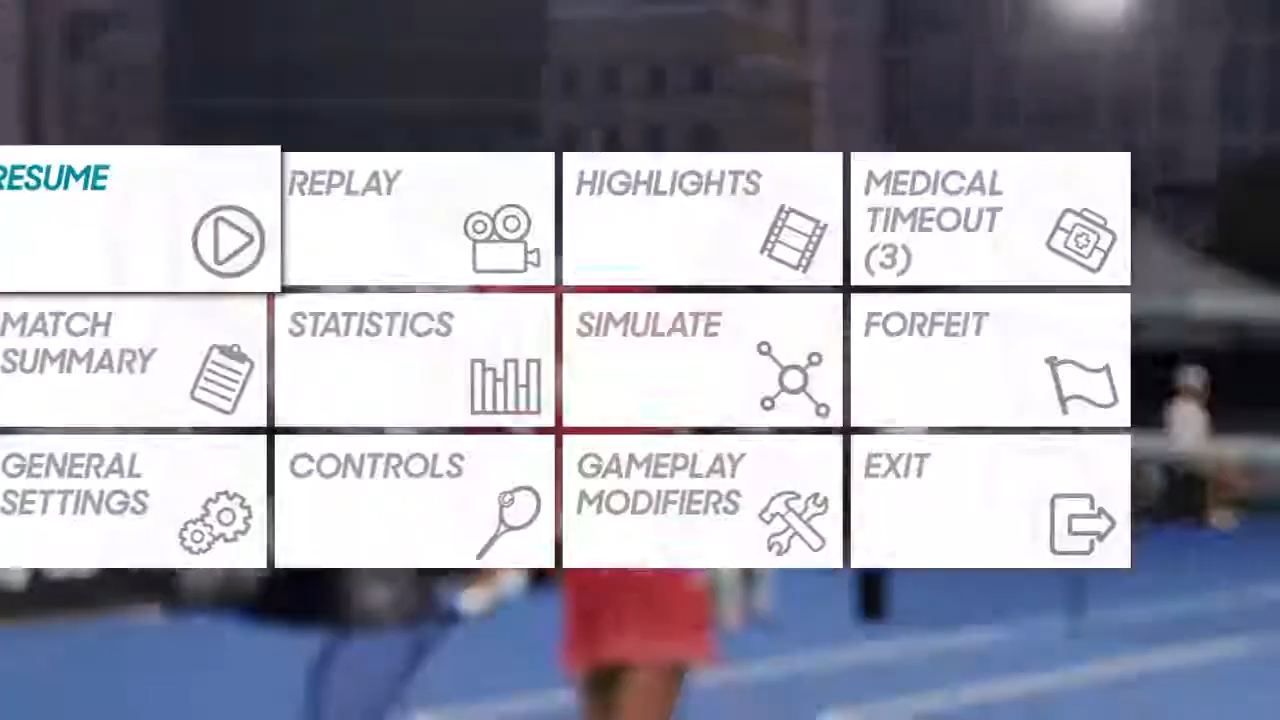 RESUME
REPLAY
HIGHLIGHTS
MEDICAL
TIMEOUT
(3)
MATCH
SUMMARY
STATISTICS
SIMULATE
FORFEIT
GENERAL
SETTINGS
CONTROLS
GAMEPLAY
MODIFIERS
EXIT